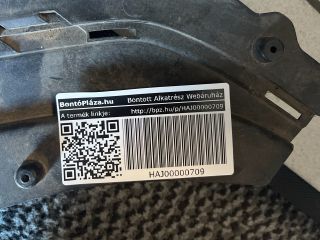 BontóPláza.hu Bontott Alkatrész Webáruház
A termék linkje: http://bpz.hu/p/HAJ00000709
HAJ00000709